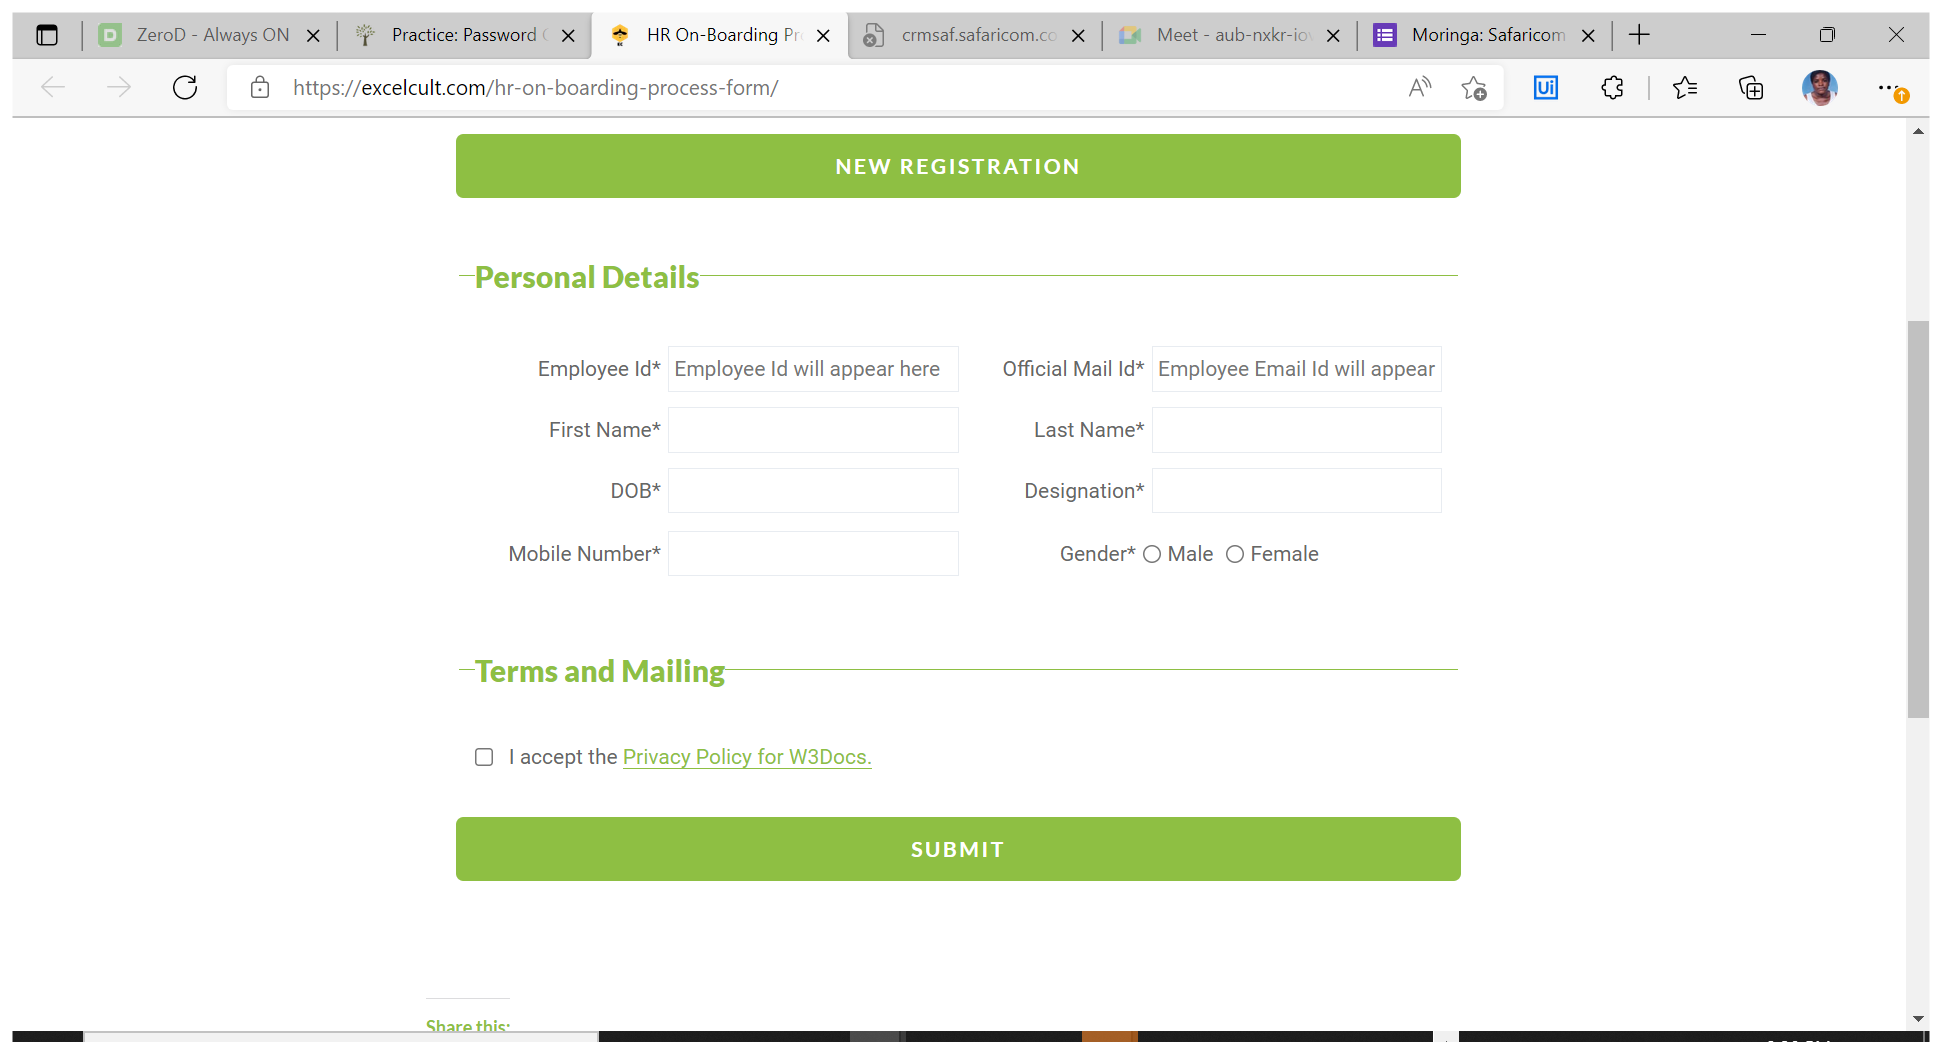 ZeroD - Always ON
Practice: Password
HR On-Boarding Pr
crmsaf.safaricom.co
Meet - aub-nxkr-io
Moringa: Safaricom
https://excelcult.com/hr-on-boarding-process-form/
NEW REGISTRATION
Personal Details
Employee Id* Employee Id will appear here Official Mail Id* Employee Email Id will appear
First Name* Last Name*
DOB* Designation*
Mobile Number* Gender* Male Female
Terms and Mailing
I accept the Privacy Policy for W3Docs.
SUBMIT
Share this: